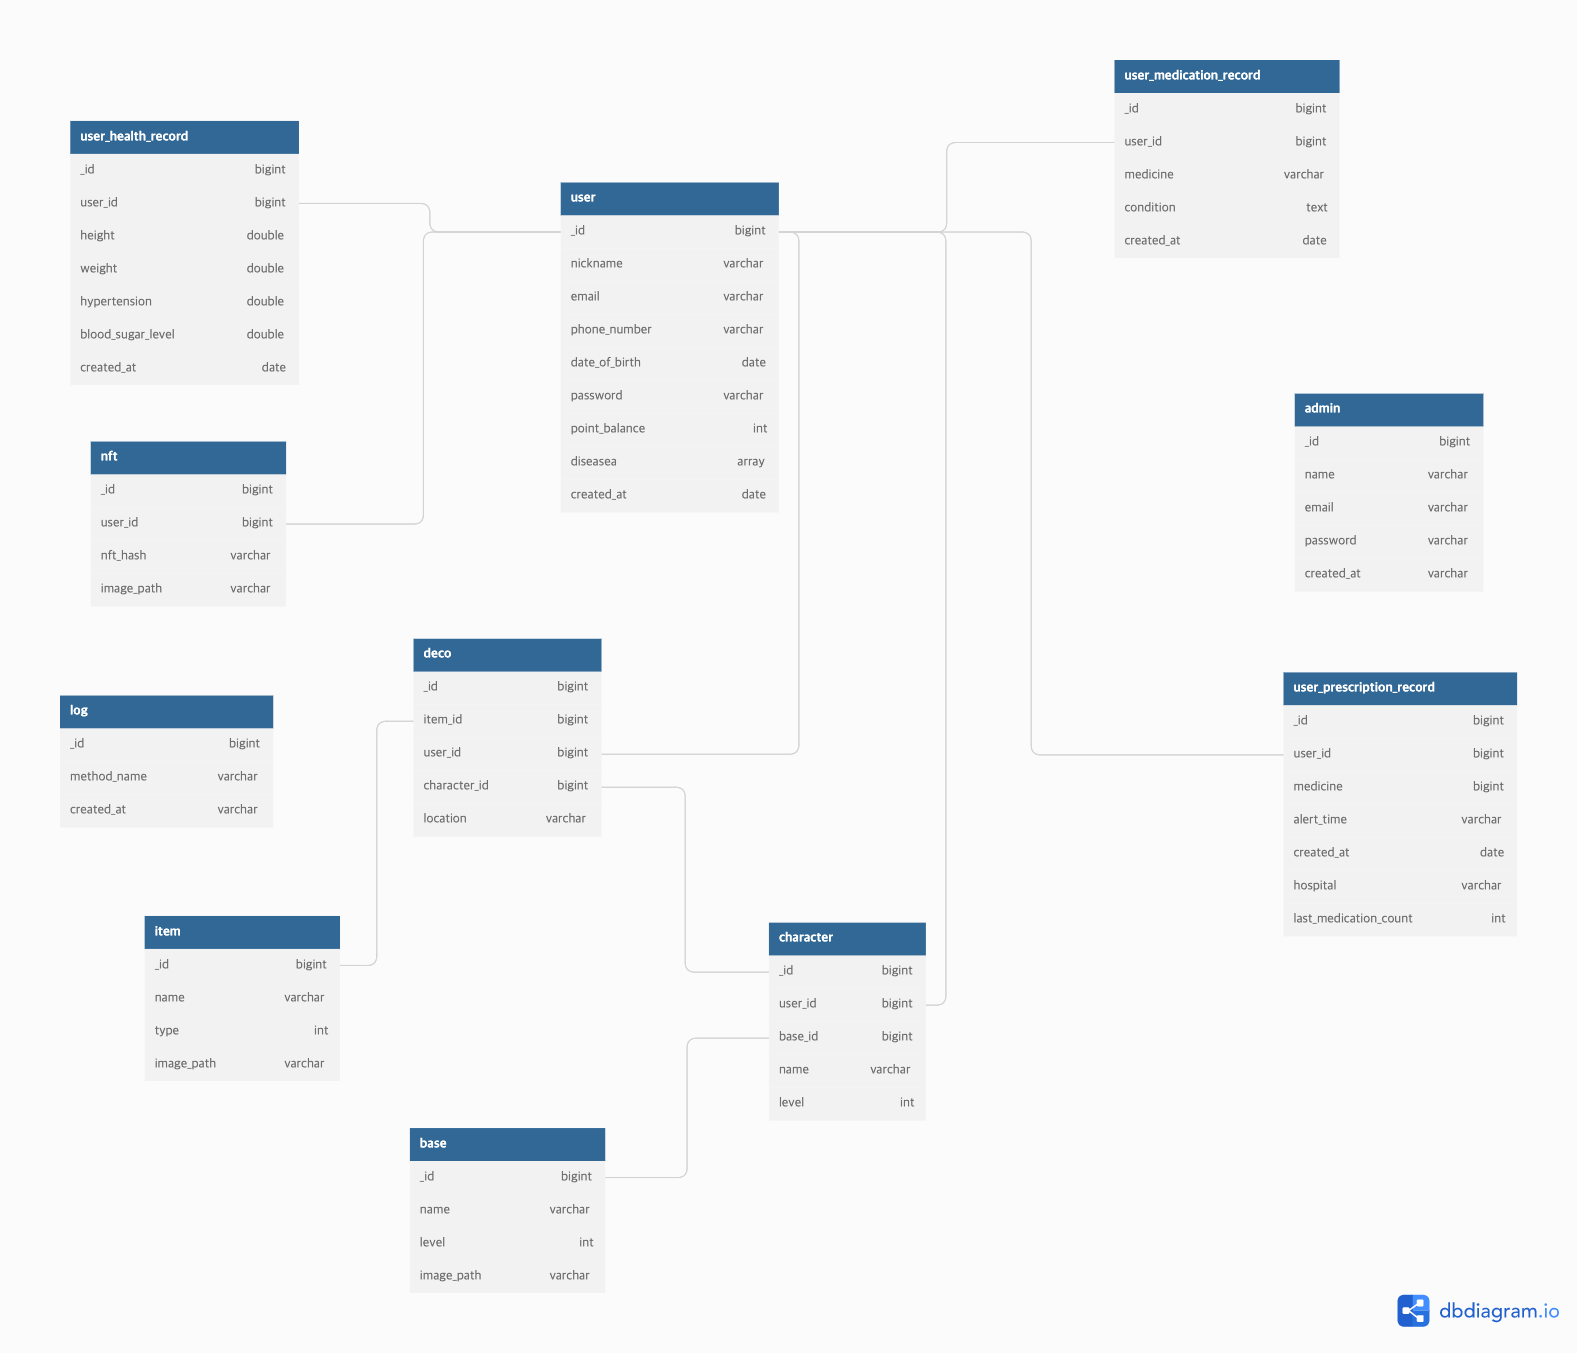 user_medication_record
_id bigint
user_id bigint
medicine varchar
condition text
created_at date
user_health_record
_id bigint
user_id bigint
height double
weight double
hypertension double
blood_sugar_level double
created_at date
user
_id bigint
nickname varchar
email varchar
phone_number varchar
date_of_birth date
password varchar
point_balance int
diseasea array
created_at date
admin
_id bigint
name varchar
email varchar
password varchar
created_at varchar
nft
_id bigint
user_id bigint
nft_hash varchar
image_path varchar
deco
_id bigint
item_id bigint
user_id bigint
character_id bigint
location varchar
user_prescription_record
_id bigint
user_id bigint
medicine bigint
alert_time varchar
created_at date
hospital varchar
last_medication_count int
log
_id bigint
method_name varchar
created_at varchar
item
_id bigint
name varchar
type int
image_path varchar
character
_id bigint
user_id bigint
base_id bigint
name varchar
level int
base
_id bigint
name varchar
level int
image_path varchar
dbdiagram.io